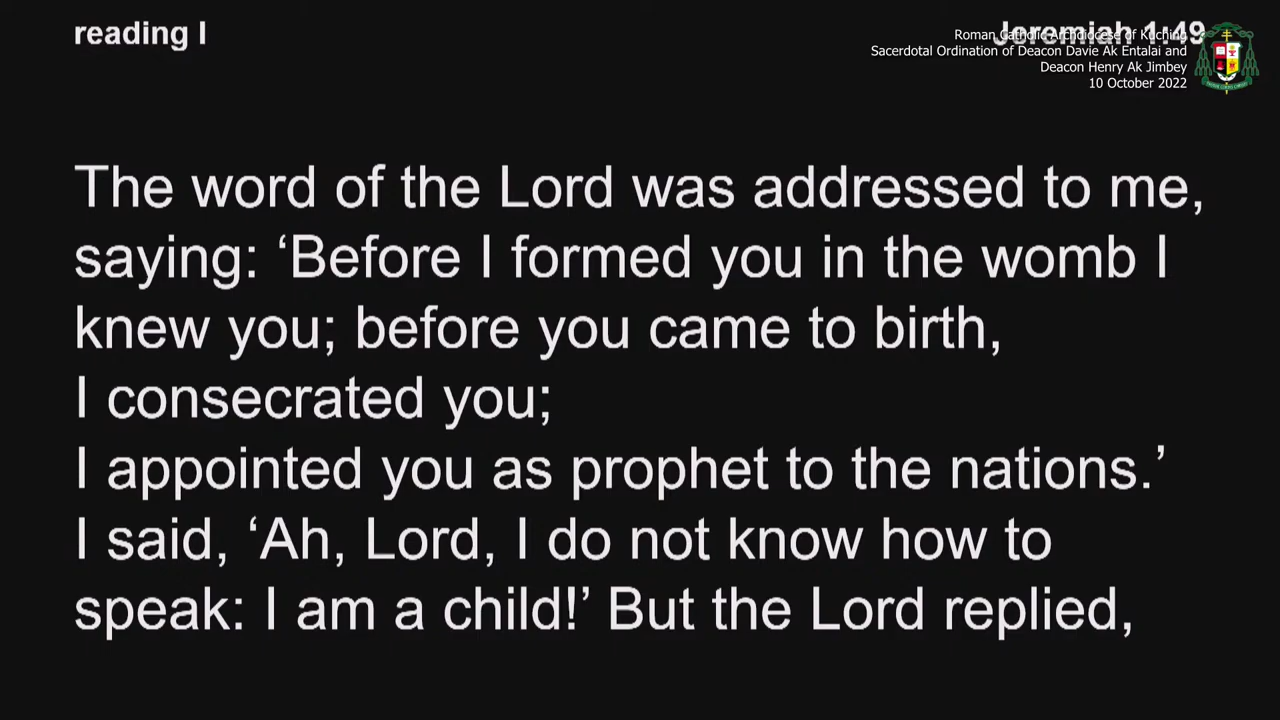 reading I
Jeremiah 1:49
Roman Catholic Archdiocese of Kuching
Sacerdotal Ordination of Deacon Davie Ak Entalai and
Deacon Henry Ak Jimbey
10 October 2022
The word of the Lord was addressed to me,
saying: ‘Before I formed you in the womb I
knew you; before you came to birth,
I consecrated you;
I appointed you as prophet to the nations.’
I said, ‘Ah, Lord, I do not know how to
speak: I am a child!’ But the Lord replied,